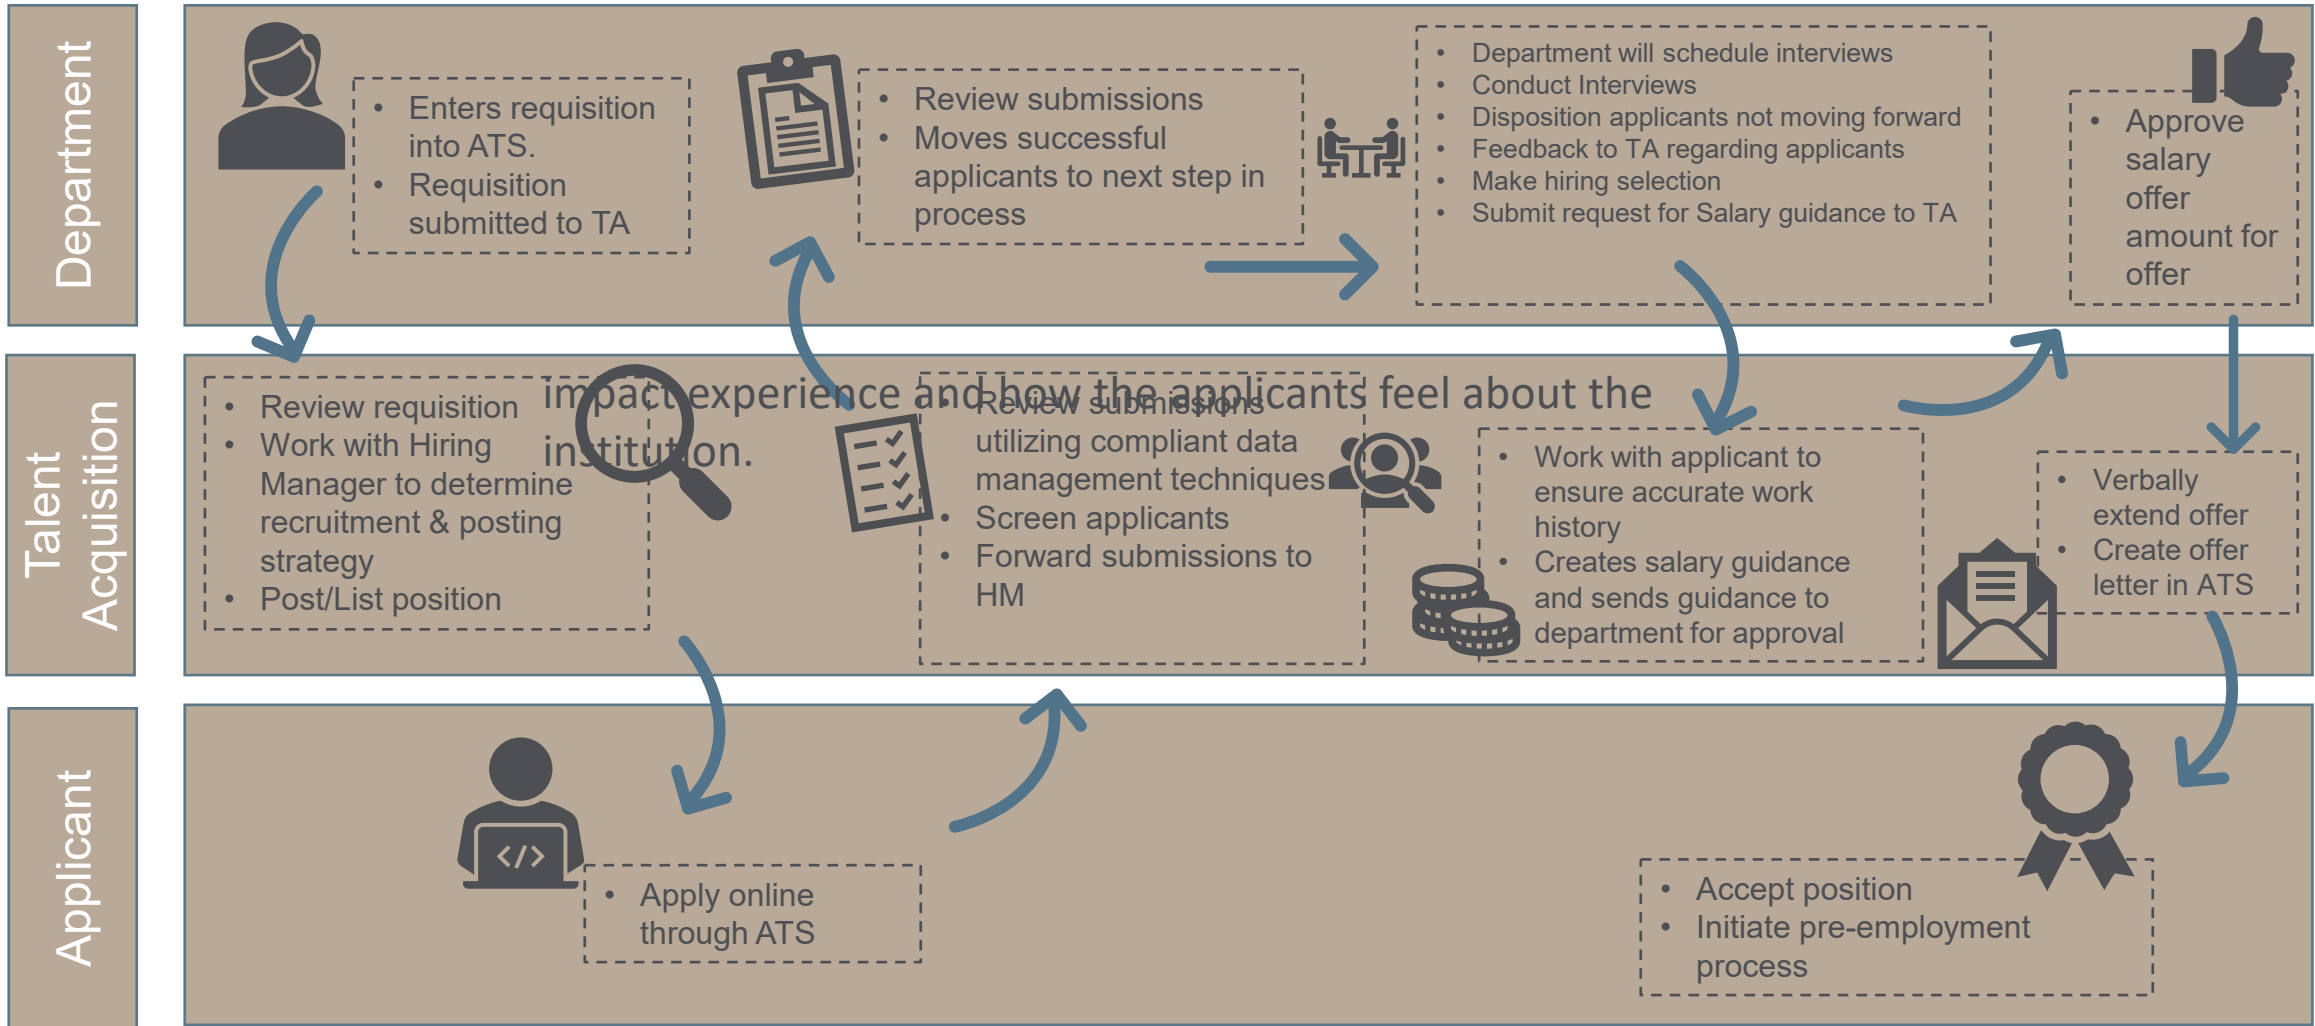 Department
• Enters requisition
into ATS.
• Requisition
submitted to TA
• Review submissions
• Moves successful
applicants to next step in
process
• Department will schedule interviews
• Conduct Interviews
• Disposition applicants not moving forward
• Feedback to TA regarding applicants
• Make hiring selection
• Submit request for Salary guidance to TA
• Approve
salary
offer
amount for
offer
Talent
Acquisition
impact experience and how the applicants feel about the
institution.
• Review requisition
• Work with Hiring
Manager to determine
recruitment & posting
strategy
• Post/List position
• Review submissions
utilizing compliant data
management techniques
• Screen applicants
• Forward submissions to
HM
• Work with applicant to
ensure accurate work
history
• Creates salary guidance
and sends guidance to
department for approval
• Verbally
extend offer
• Create offer
letter in ATS
Applicant
</>
• Apply online
through ATS
• Accept position
• Initiate pre-employment
process